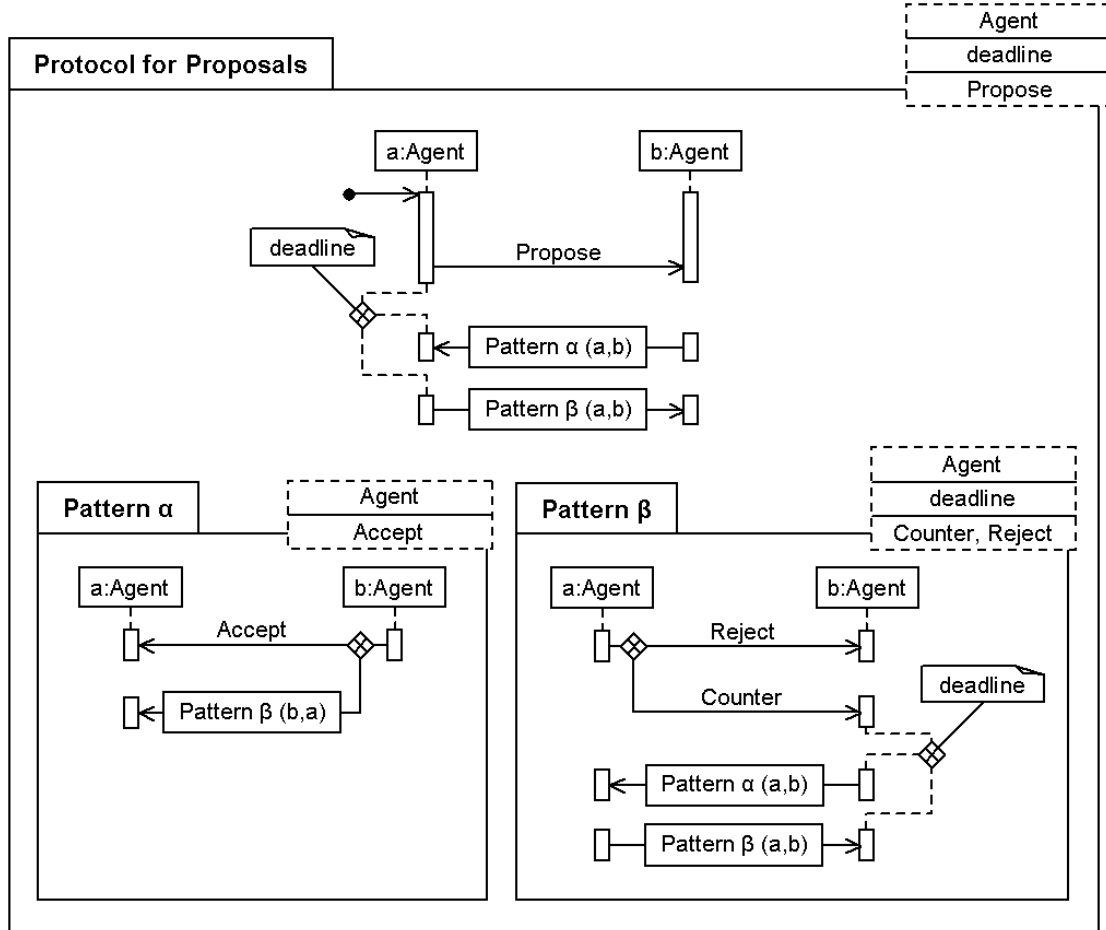 Agent
deadline
Propose
Protocol for Proposals
a:Agent
b:Agent
deadline
Propose
Pattern α (a,b)
Pattern β (a,b)
Pattern α
Agent
Accept
a:Agent
b:Agent
Accept
Pattern β (b,a)
Pattern β
Agent
deadline
Counter, Reject
a:Agent
b:Agent
Reject
deadline
Counter
Pattern α (a,b)
Pattern β (a,b)